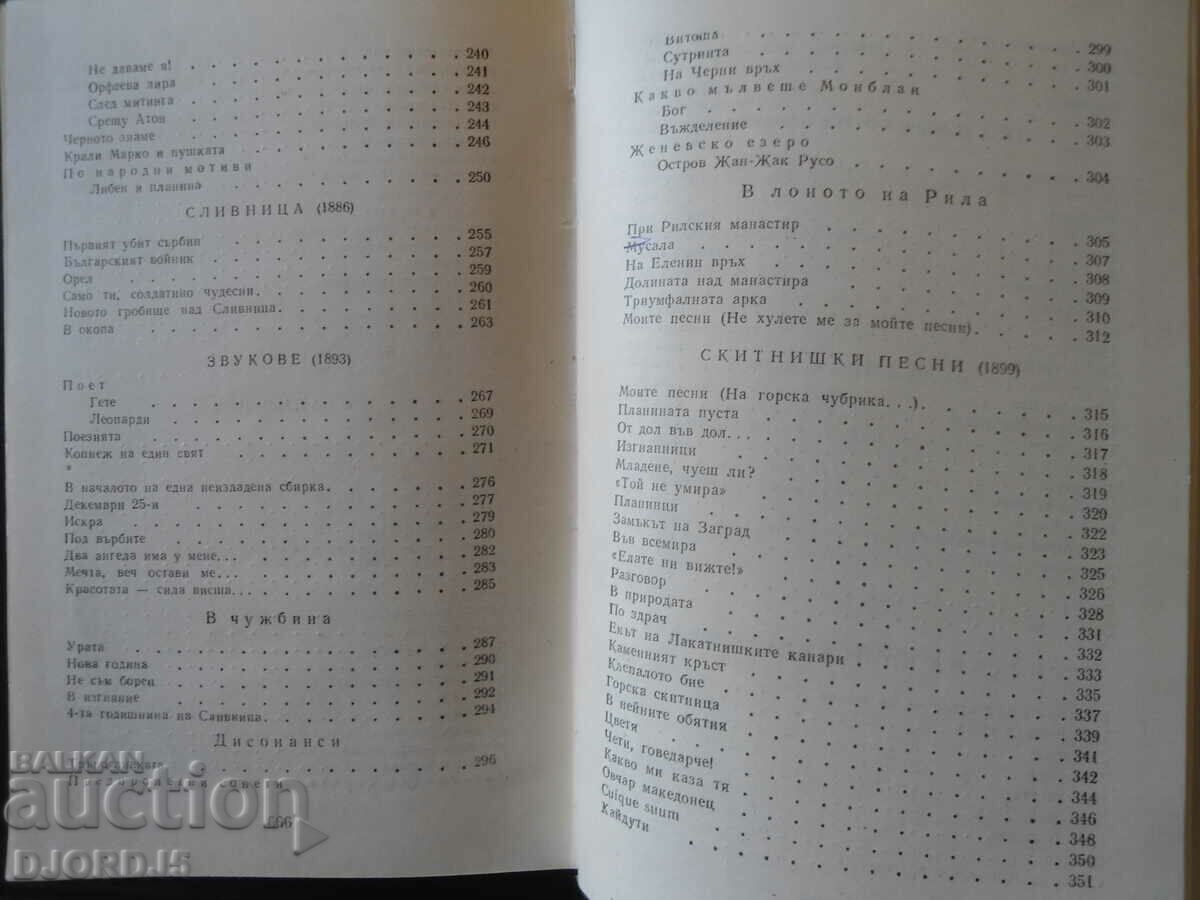 240
Не даваме я! 241
Орфеева лира 242
След митинга 243
Срещу Атон 244
Черното знаме 246
Крали Марко и пушката
По народни мотиви
Либек и планина 250
СЛИВНИЦА (1886)
Първият убит сърбин 255
Българският войник 257
Орел 259
Само ти, солдатино чудесни. 260
Новото гробище над Сливница. 261
В окопа 263
ЗВУКОВЕ (1893)
Поет
Гете 267
Леопарди 269
Поезията 270
Копнеж на един свят 271
*
В началото на една неиздадена сбирка. 276
Декември 25-и 277
Искра 279
Под върбите 280
Два ангела има у мене... 282
Мечта, веч остави ме... 283
Красотата — сила висша... 285
В чужбина
Урата 287
Нова година 290
Не съм борец 291
В изгнание 292
4-та годишнина на Сливница. 294
Дисонанси
296
сонети
566
Витоша 299
Сутринта 300
На Черни връх 301
Какво мълвеше Монблан
Бог 302
Въжделение 303
Женевско езеро
Остров Жан-Жак Русо 304
В лоното на Рила
При Рилския манастир 305
Мусала 307
На Еленин връх 308
Долината над манастира 309
Триумфалната арка 310
Моите песни (Не хулете ме за мойте песни). 312
СКИТНИШКИ ПЕСНИ (1899)
Моите песни (На горска чубрика. . .). 315
Планината пуста 316
От дол във дол. . . 317
Изгнанници 318
Младене, чуеш ли? 319
«Той не умира» 320
Планинци 322
Замъкът на Заград 323
Във всемира 325
«Елате ни вижте!» 326
Разговор 328
В природата 331
По здрач 332
Екът на Лакатнишките канари 333
Каменният кръст 335
Клепалото бие 337
Горска скитница 339
В нейните обятия 341
Цветя 342
Чети, говедарче! 344
Какво ми каза тя 346
Овчар македонец 348
Cuique suum 350
Хайдути 351
BALKAN
auction
DJORDJ5